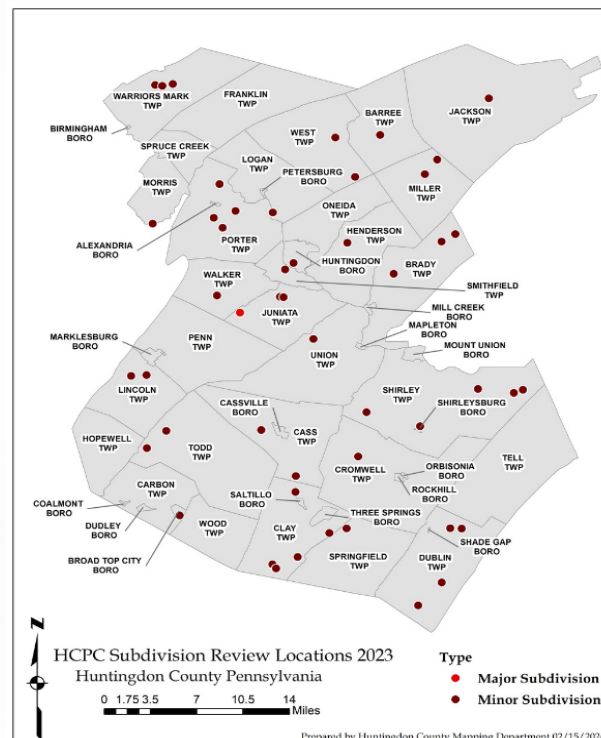 WARRIORS MARK
TWP
FRANKLIN
TWP
BIRMINGHAM
BORO
SPRUCE CREEK
TWP
MORRIS
TWP
LOGAN
TWP
WEST
TWP
BARREE
TWP
JACKSON
TWP
PETERSBURG
BORO
MILLER
TWP
ONEIDA
TWP
ALEXANDRIA
BORO
PORTER
TWP
HENDERSON
TWP
HUNTINGDON
BORO
BRADY
TWP
WALKER
TWP
SMITHFIELD
TWP
JUNIATA
TWP
MILL CREEK
BORO
MAPLETON
BORO
MARKLESBURG
BORO
PENN
TWP
UNION
TWP
MOUNT UNION
BORO
LINCOLN
TWP
CASSVILLE
BORO
SHIRLEY
TWP
SHIRLEYSBURG
BORO
HOPEWELL
TWP
TODD
TWP
CASS
TWP
CROMWELL
TWP
ORBISONIA
BORO
TELL
TWP
ROCKHILL
BORO
CARBON
TWP
SALTILLO
BORO
THREE SPRINGS
BORO
COALMONT
BORO
DUDLEY
BORO
WOOD
TWP
CLAY
TWP
SHADE GAP
BORO
BROAD TOP CITY
BORO
SPRINGFIELD
TWP
DUBLIN
TWP
N
HCPC Subdivision Review Locations 2023
Huntingdon County Pennsylvania
0 1.75 3.5 7 10.5 14
Miles
Type
Major Subdivision
Minor Subdivision
Prepared by Huntingdon County Mapping Department